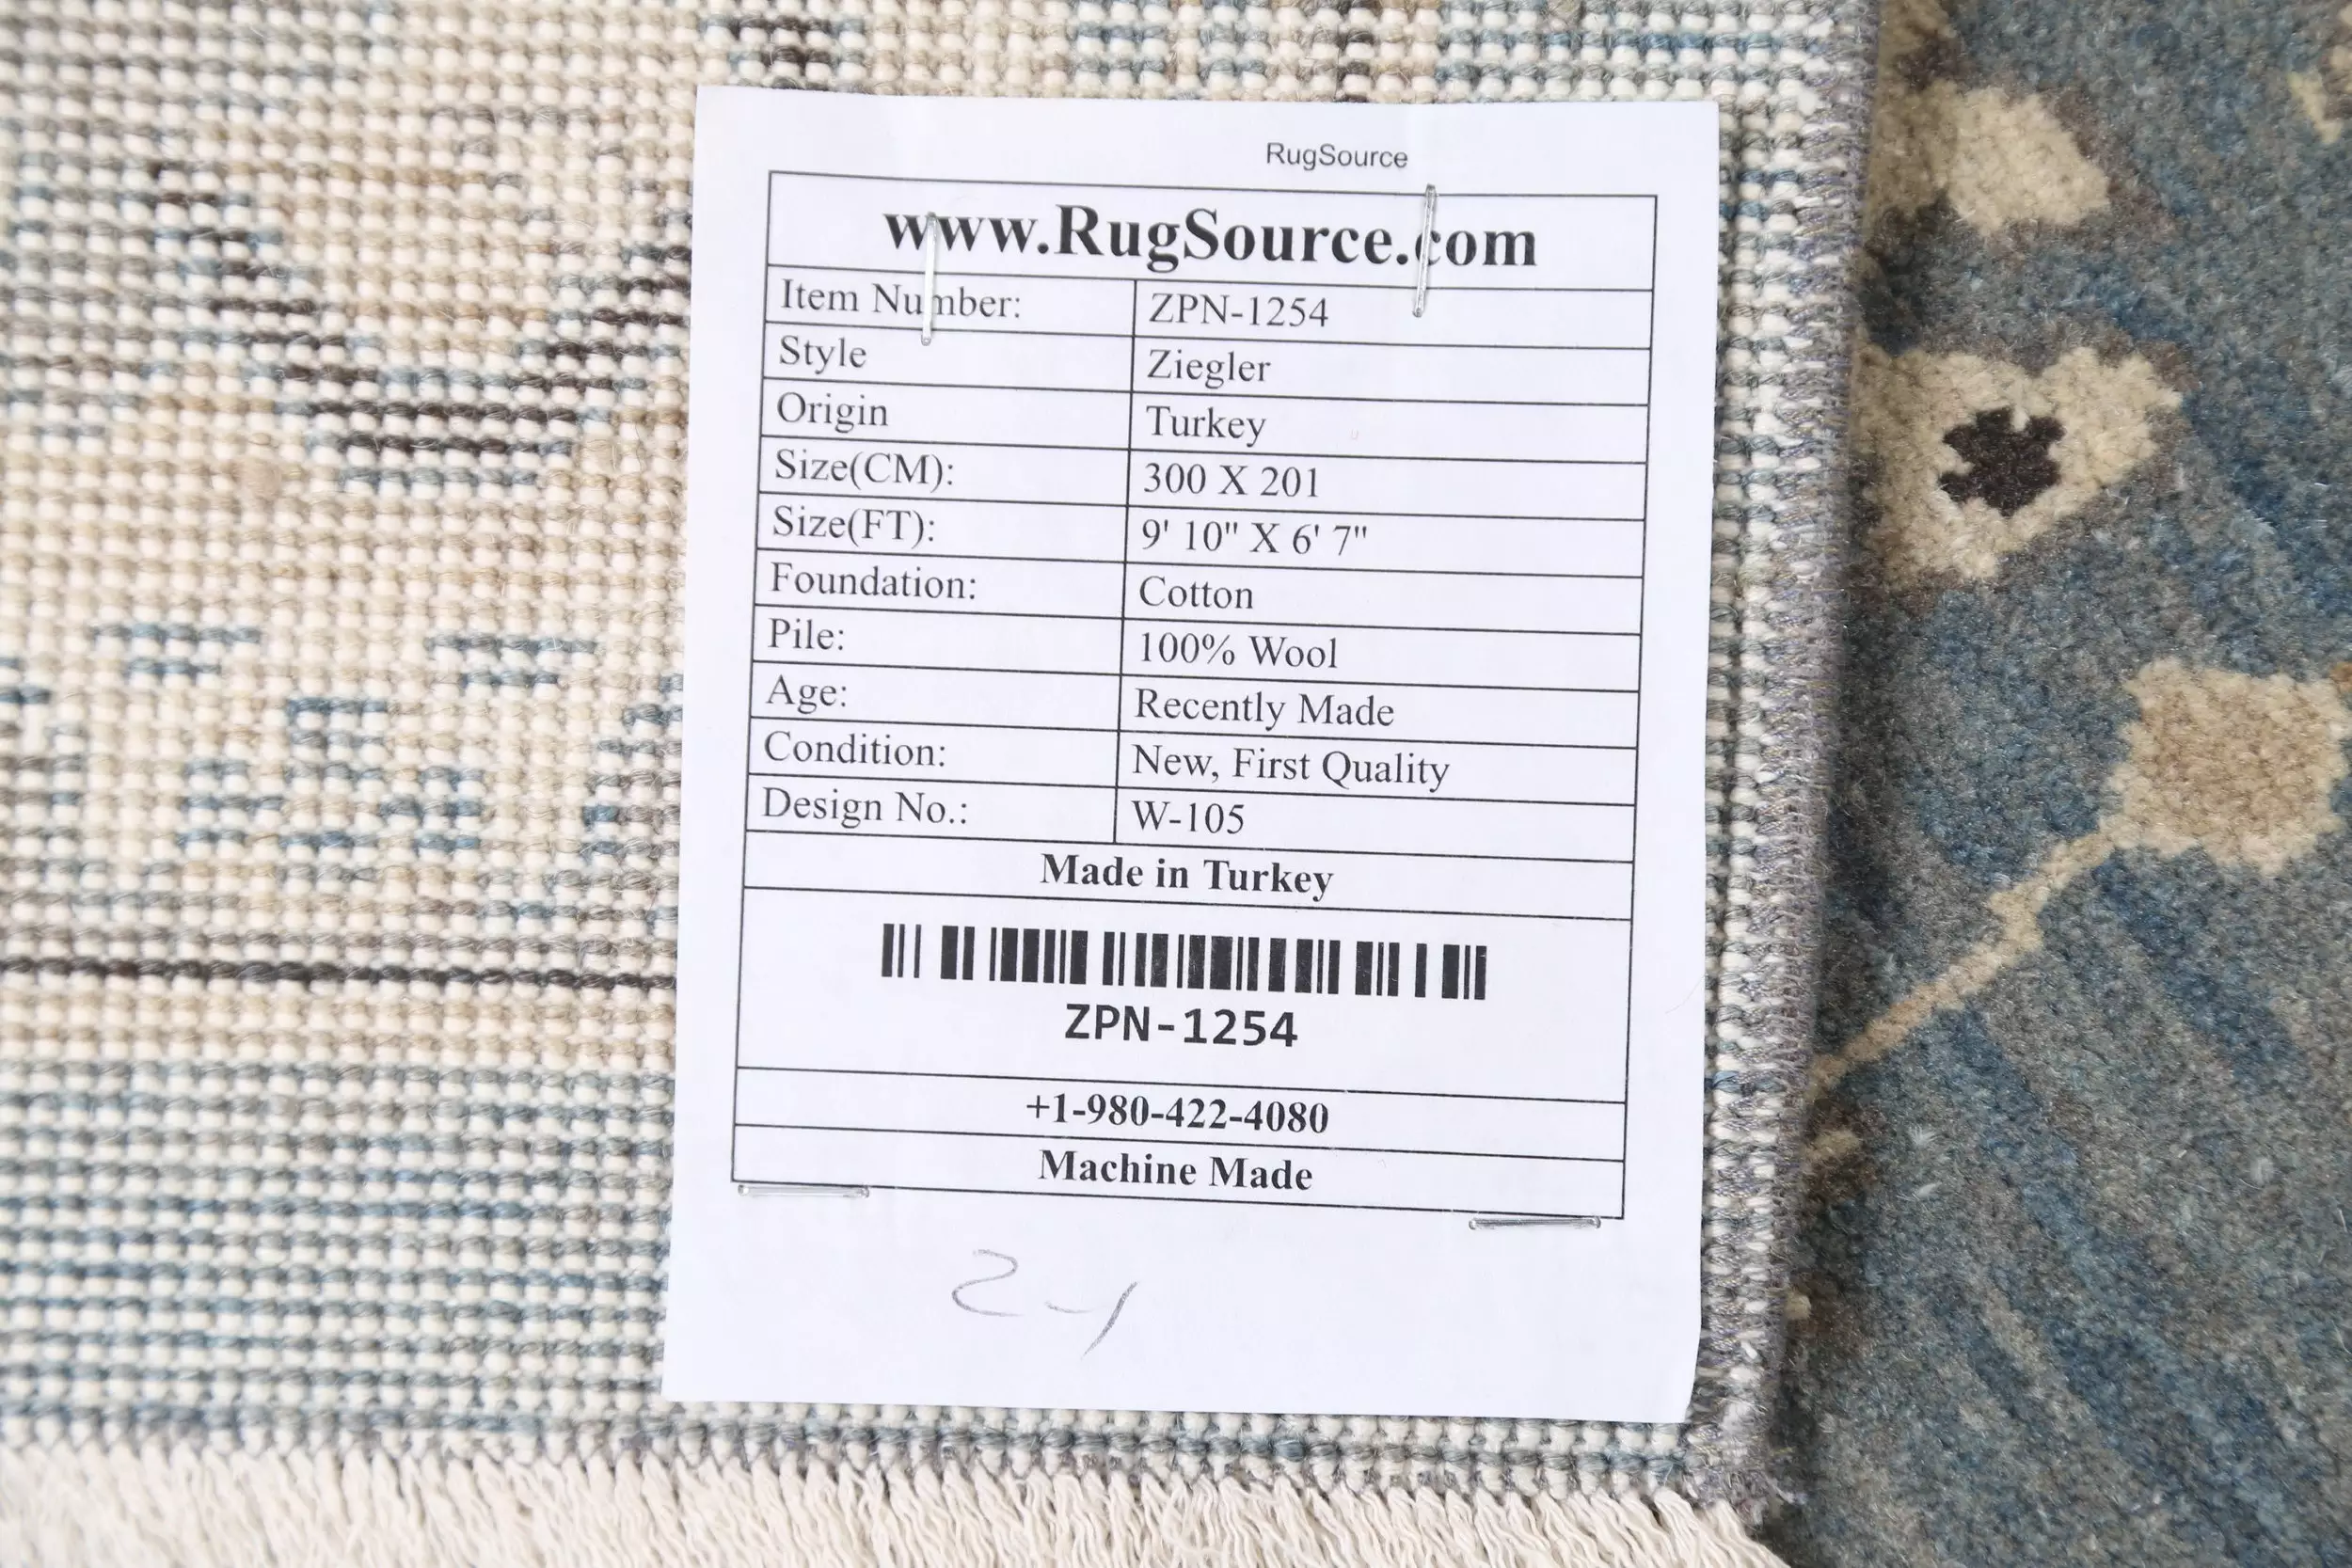 RugSource
www.RugSource.com
Item Number: ZPN-1254
Style Ziegler
Origin Turkey
Size(CM): 300 X 201
Size(FT): 9' 10" X 6' 7"
Foundation: Cotton
Pile: 100% Wool
Age: Recently Made
Condition: New, First Quality
Design No.: W-105
Made in Turkey
ZPN-1254
+1-980-422-4080
Machine Made